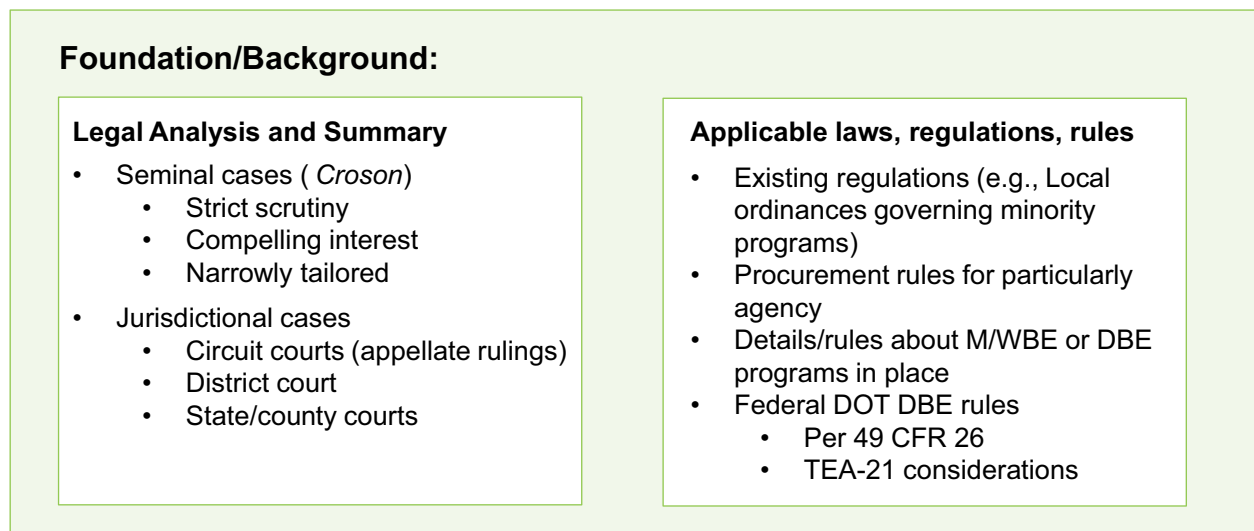 Foundation/Background:
Legal Analysis and Summary
• Seminal cases ( Croson)
• Strict scrutiny
• Compelling interest
• Narrowly tailored
• Jurisdictional cases
• Circuit courts (appellate rulings)
• District court
• State/county courts
Applicable laws, regulations, rules
• Existing regulations (e.g., Local
ordinances governing minority
programs)
• Procurement rules for particularly
agency
• Details/rules about M/WBE or DBE
programs in place
• Federal DOT DBE rules
• Per 49 CFR 26
• TEA-21 considerations